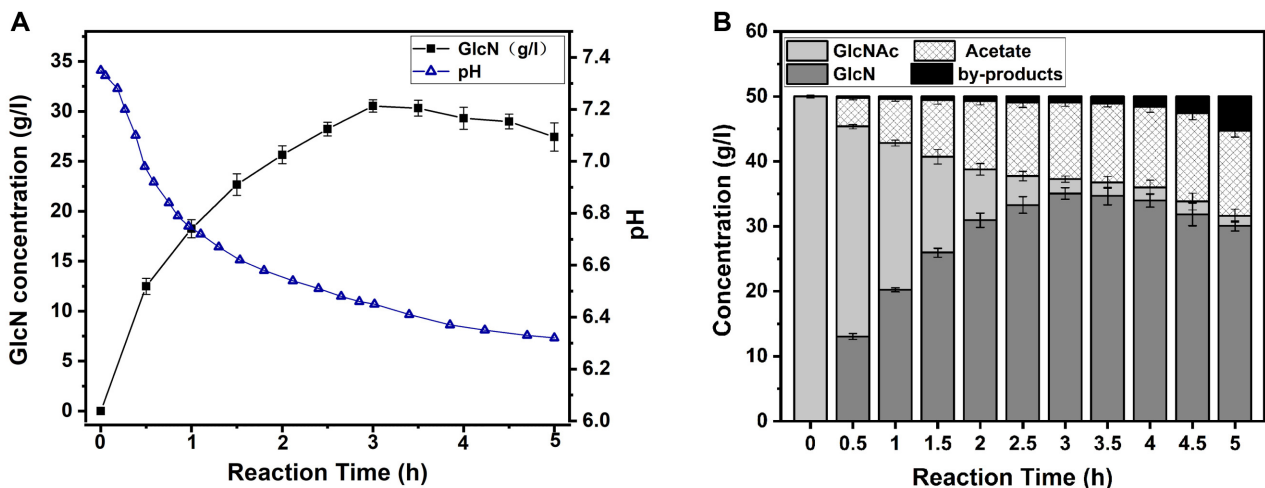 A
GlcN (g/l)
pH
GlcN concentration (g/l)
35
30
25
20
15
10
5
0
7.4
7.2
7.0
6.8
6.6
6.4
6.2
6.0
pH
0 1 2 3 4 5
Reaction Time (h)
B
GlcNAc Acetate
GlcN by-products
Concentration (g/l)
60
50
40
30
20
10
0
0 0.5 1 1.5 2 2.5 3 3.5 4 4.5 5
Reaction Time (h)